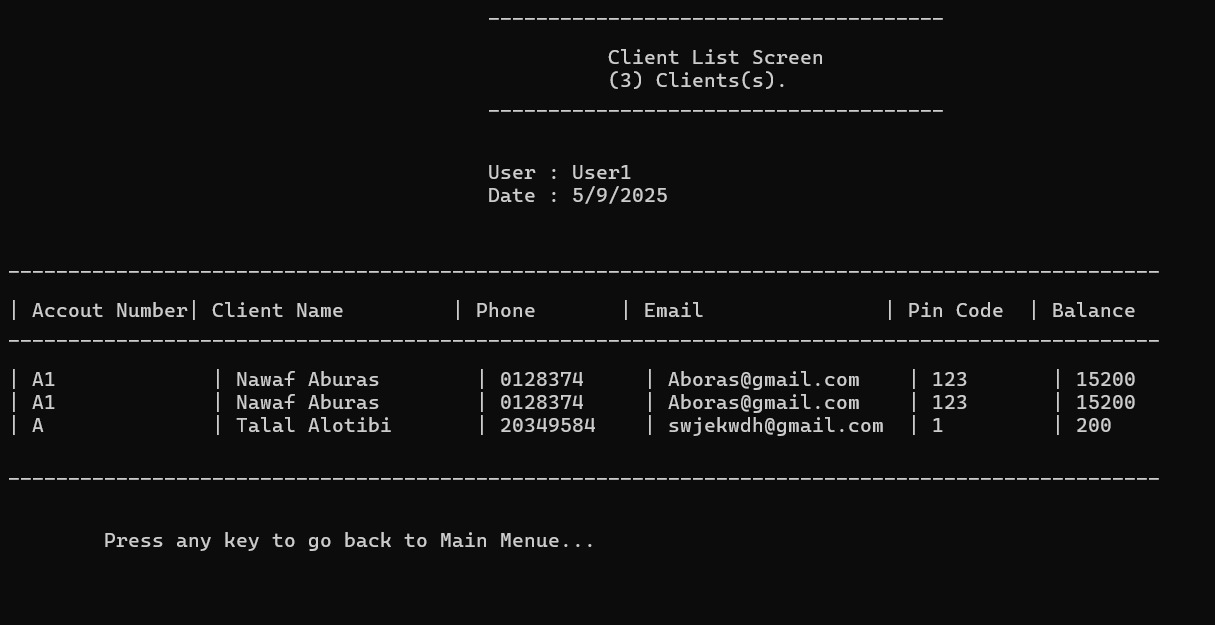 Client List Screen
(3) Clients(s).
User : User1
Date : 5/9/2025
| Accout Number| Client Name | Phone | Email | Pin Code | Balance
| A1 | Nawaf Aburas | 0128374 | Aboras@gmail.com | 123 | 15200
| A1 | Nawaf Aburas | 0128374 | Aboras@gmail.com | 123 | 15200
| A | Talal Alotibi | 20349584 | swjekwdh@gmail.com | 1 | 200
Press any key to go back to Main Menue...